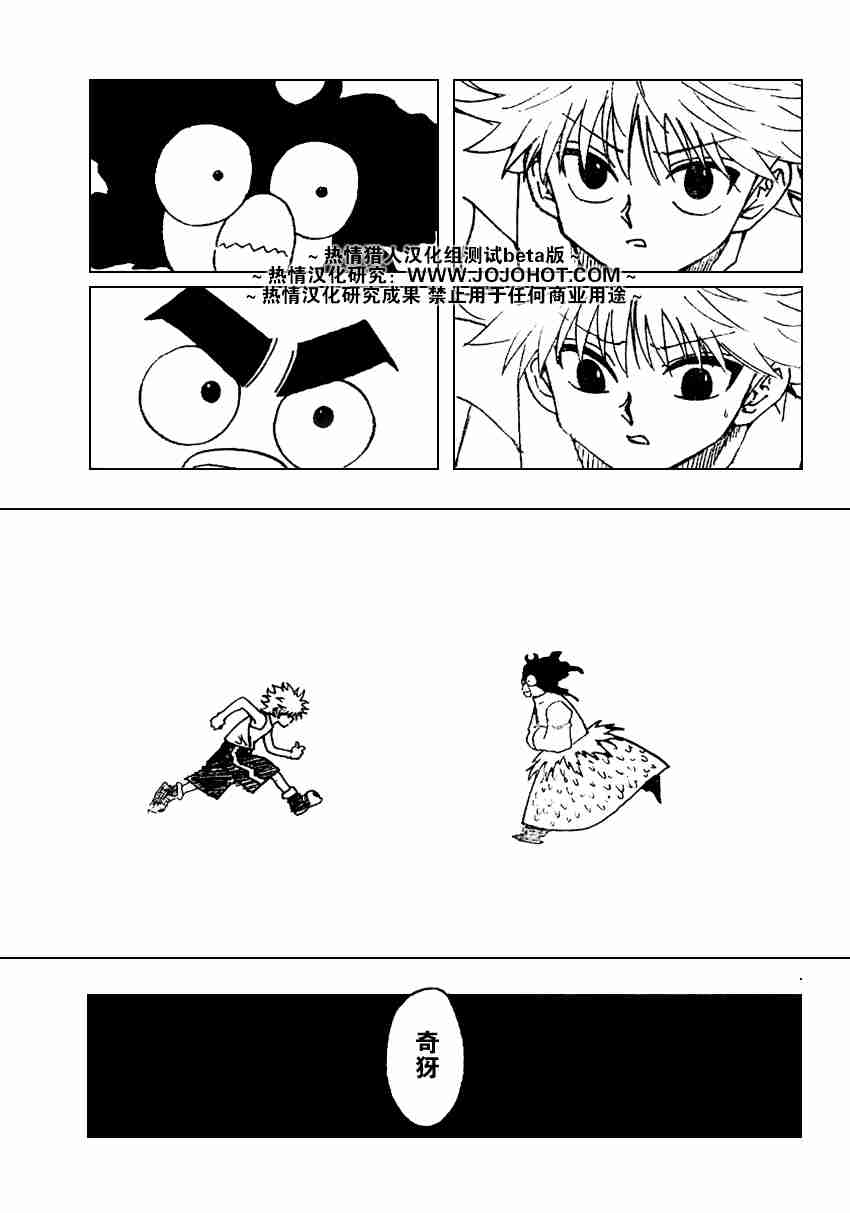 ~ 热情猎人汉化组测试beta版 ~
~ 热情汉化研究：WWW.JOJOHOT.COM ~
~ 热情汉化研究成果 禁止用于任何商业用途 ~
奇犽